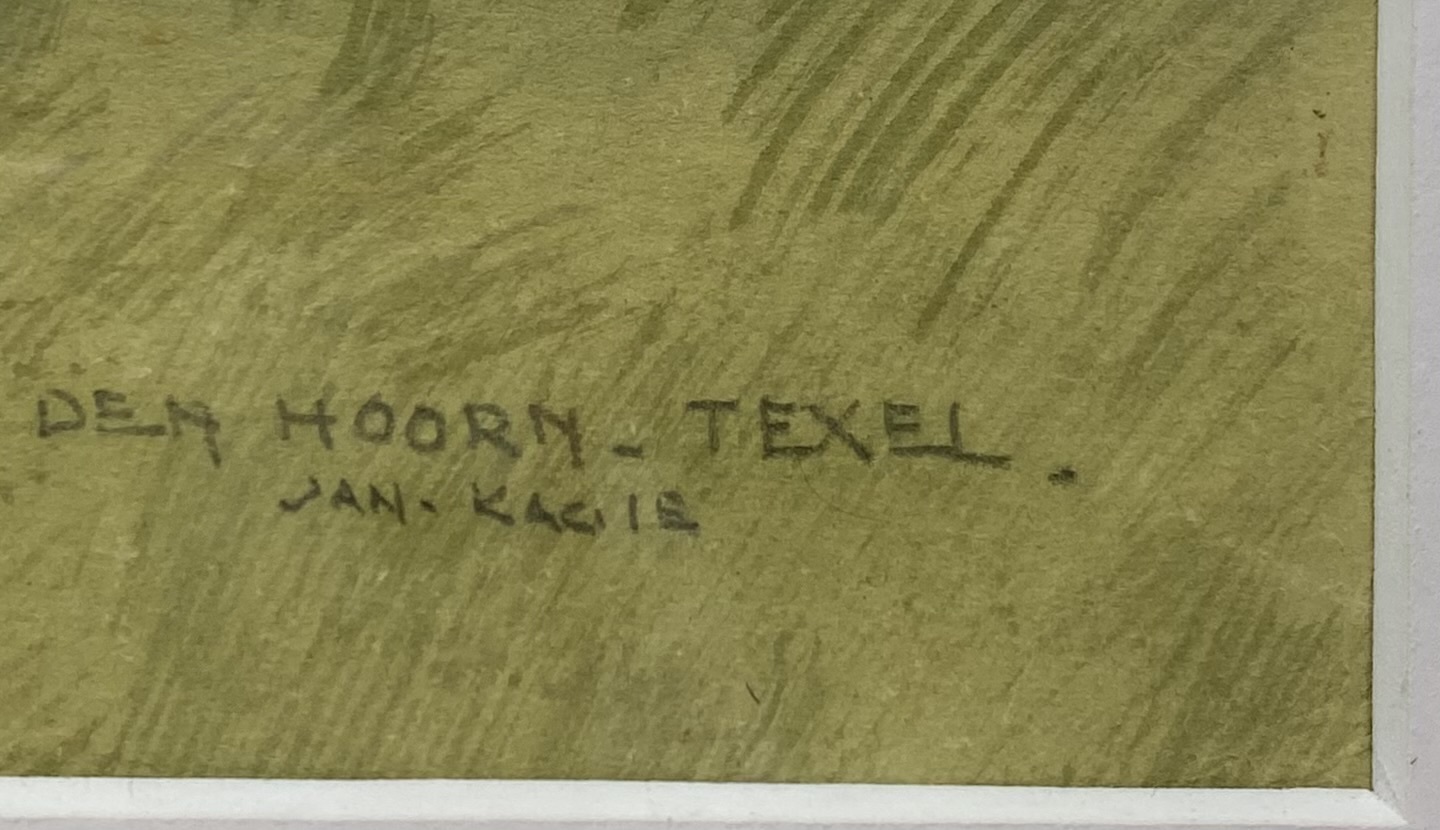 DEN HOORN - TEXEL.
JAN. KAGIE